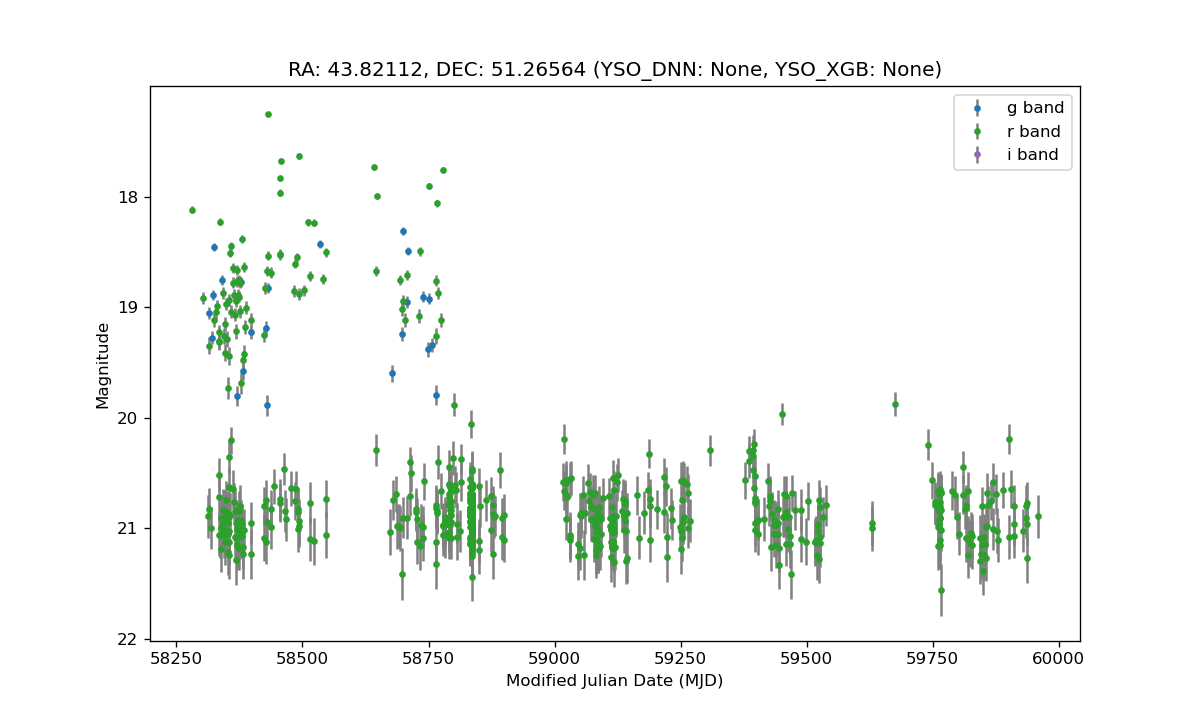 RA: 43.82112, DEC: 51.26564 (YSO_DNN: None, YSO_XGB: None)
g band
r band
i band
18
19
20
21
22
Magnitude
58250 58500 58750 59000 59250 59500 59750 60000
Modified Julian Date (MJD)